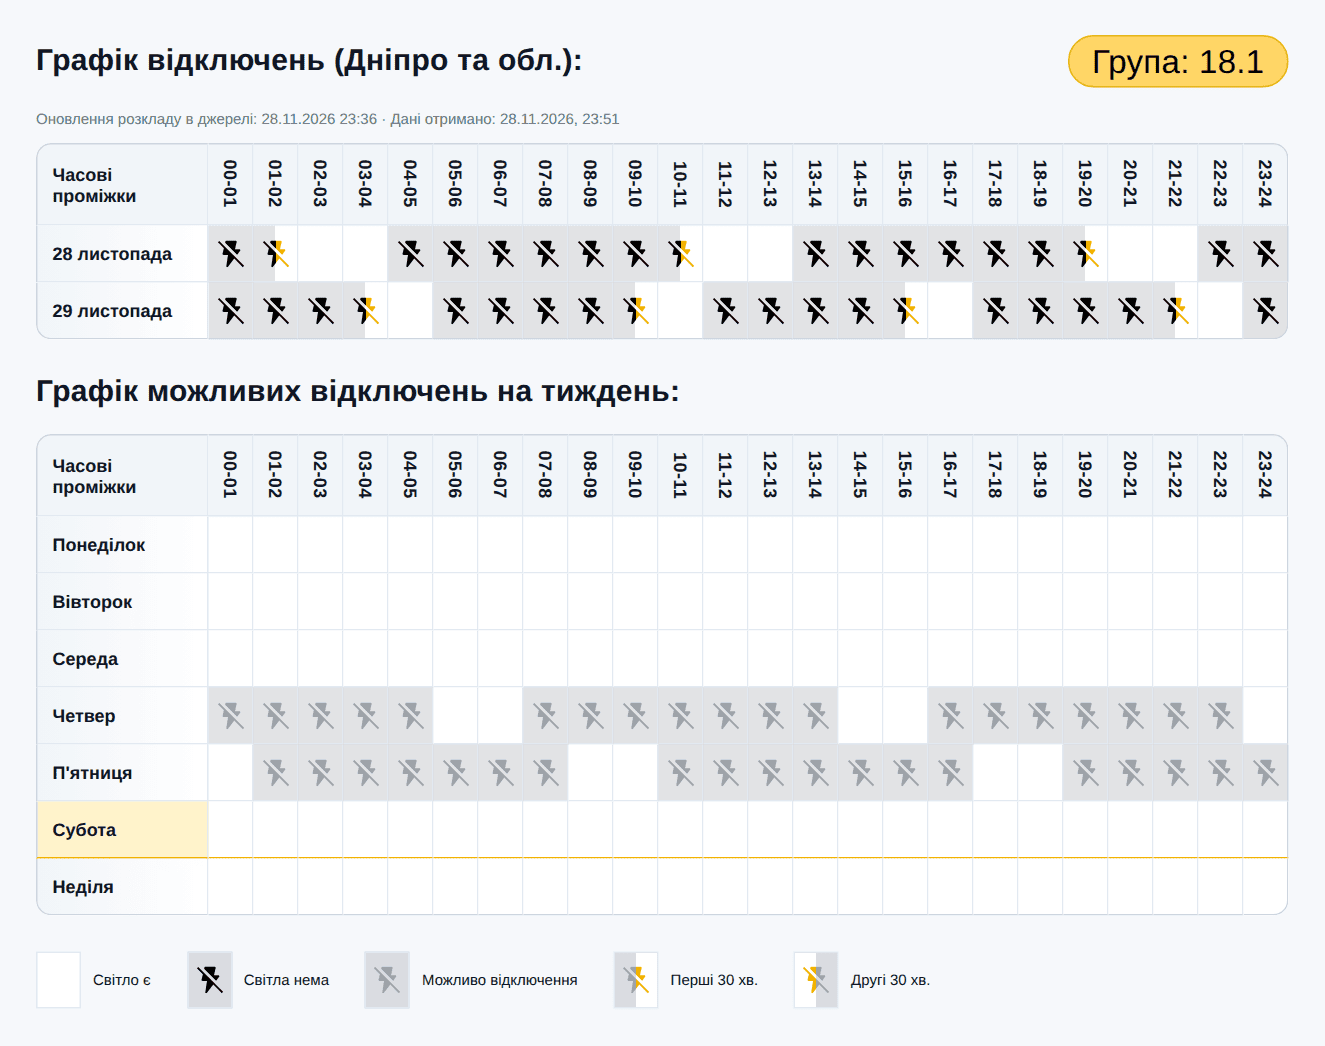 Графік відключень (Дніпро та обл.):
Група: 18.1
Оновлення розкладу в джерелі: 28.11.2026 23:36 · Дані отримано: 28.11.2026, 23:51
Часові
проміжки
00-01 01-02 02-03 03-04 04-05 05-06 06-07 07-08 08-09 09-10 10-11 11-12 12-13 13-14 14-15 15-16 16-17 17-18 18-19 19-20 20-21 21-22 22-23 23-24
28 листопада
29 листопада
Графік можливих відключень на тиждень:
Часові
проміжки
00-01 01-02 02-03 03-04 04-05 05-06 06-07 07-08 08-09 09-10 10-11 11-12 12-13 13-14 14-15 15-16 16-17 17-18 18-19 19-20 20-21 21-22 22-23 23-24
Понеділок
Вівторок
Середа
Четвер
П'ятниця
Субота
Неділя
Світло є
Світла нема
Можливо відключення
Перші 30 хв.
Другі 30 хв.